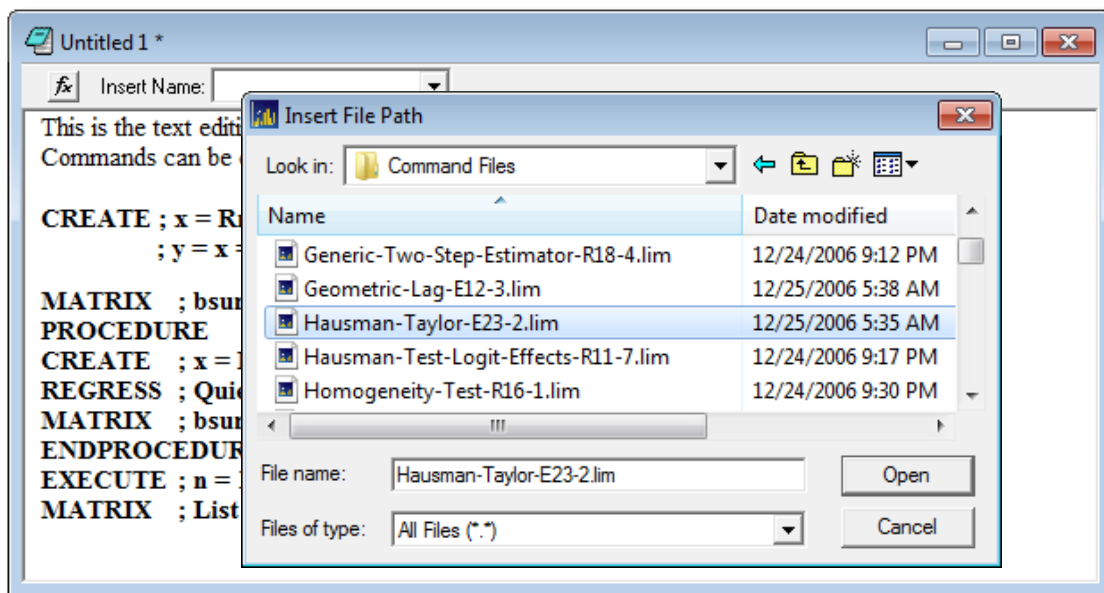 Untitled 1 *
fx Insert Name:
This is the text
Commands can be
CREATE ; x =
; y = x =
MATRIX ;
PROCEDURE
CREATE ; x =
REGRESS ;
MATRIX ;
EXECUTE ; n =
MATRIX ; List
Insert File Path
Look in: Command Files
Name Date modified
Generic-Two-Step-Estimator-R18-4.lim 12/24/2006 9:12 PM
Geometric-Lag-E12-3.lim 12/25/2006 5:38 AM
Hausman-Taylor-E23-2.lim 12/25/2006 5:35 AM
Hausman-Test-Logit-Effects-R11-7.lim 12/24/2006 9:17 PM
Homogeneity-Test-R16-1.lim 12/24/2006 9:30 PM
File name: Hausman-Taylor-E23-2.lim Open
Files of type: All Files (*.*) Cancel